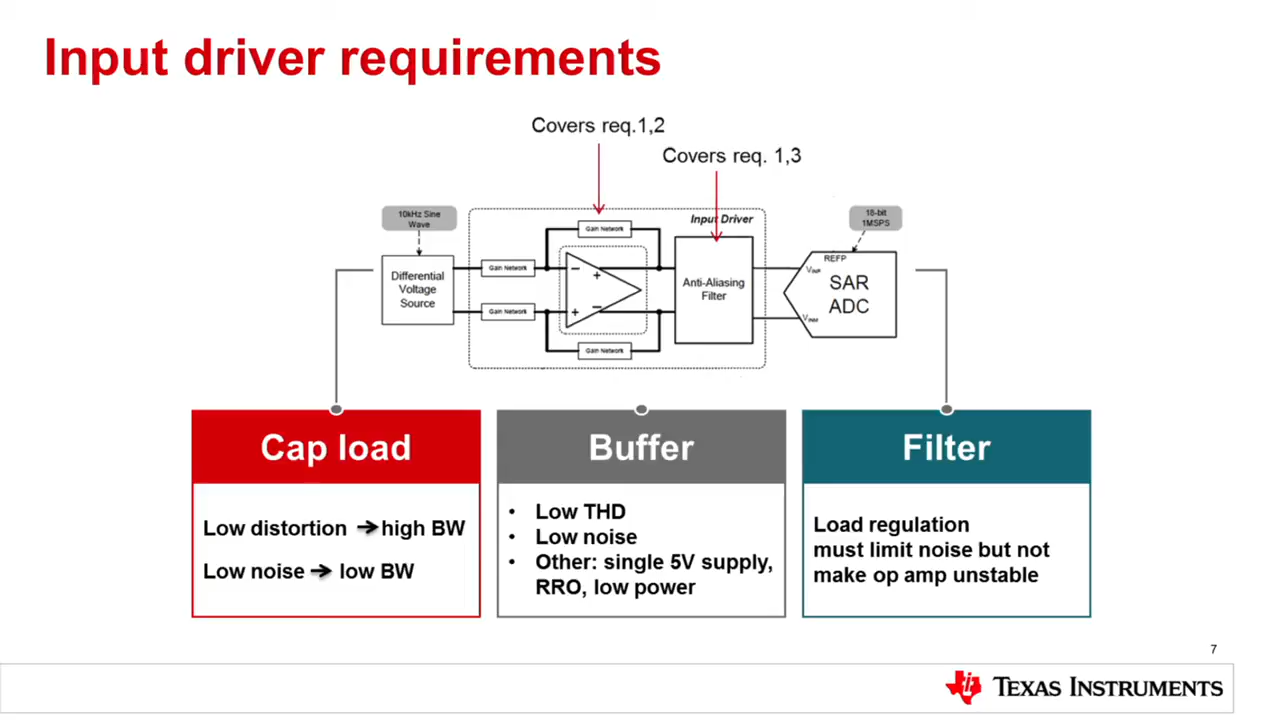 Input driver requirements
Covers req.1,2
Covers req. 1,3
10kHz Sine
Wave
18-bit
1MSPS
Input Driver
Gain Network
REFP
Differential
Voltage
Source
Gain Network
−
+
Anti-Aliasing
Filter
VINP
SAR
ADC
Gain Network
+
−
VINM
Gain Network
Cap load
Buffer
Filter
Low distortion ➔ high BW
Low noise ➔ low BW
• Low THD
• Low noise
• Other: single 5V supply,
RRO, low power
Load regulation
must limit noise but not
make op amp unstable
7
TEXAS INSTRUMENTS